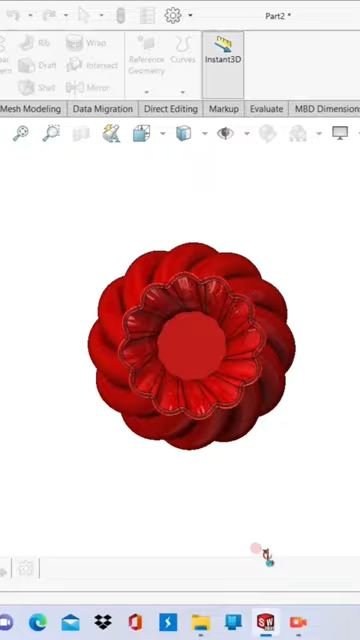 Part2 *
Rib
Wrap
Reference
Geometry
Curves
Instant3D
Draft
Intersect
Shell
Mirror
Mesh Modeling
Data Migration
Direct Editing
Markup
Evaluate
MBD Dimension